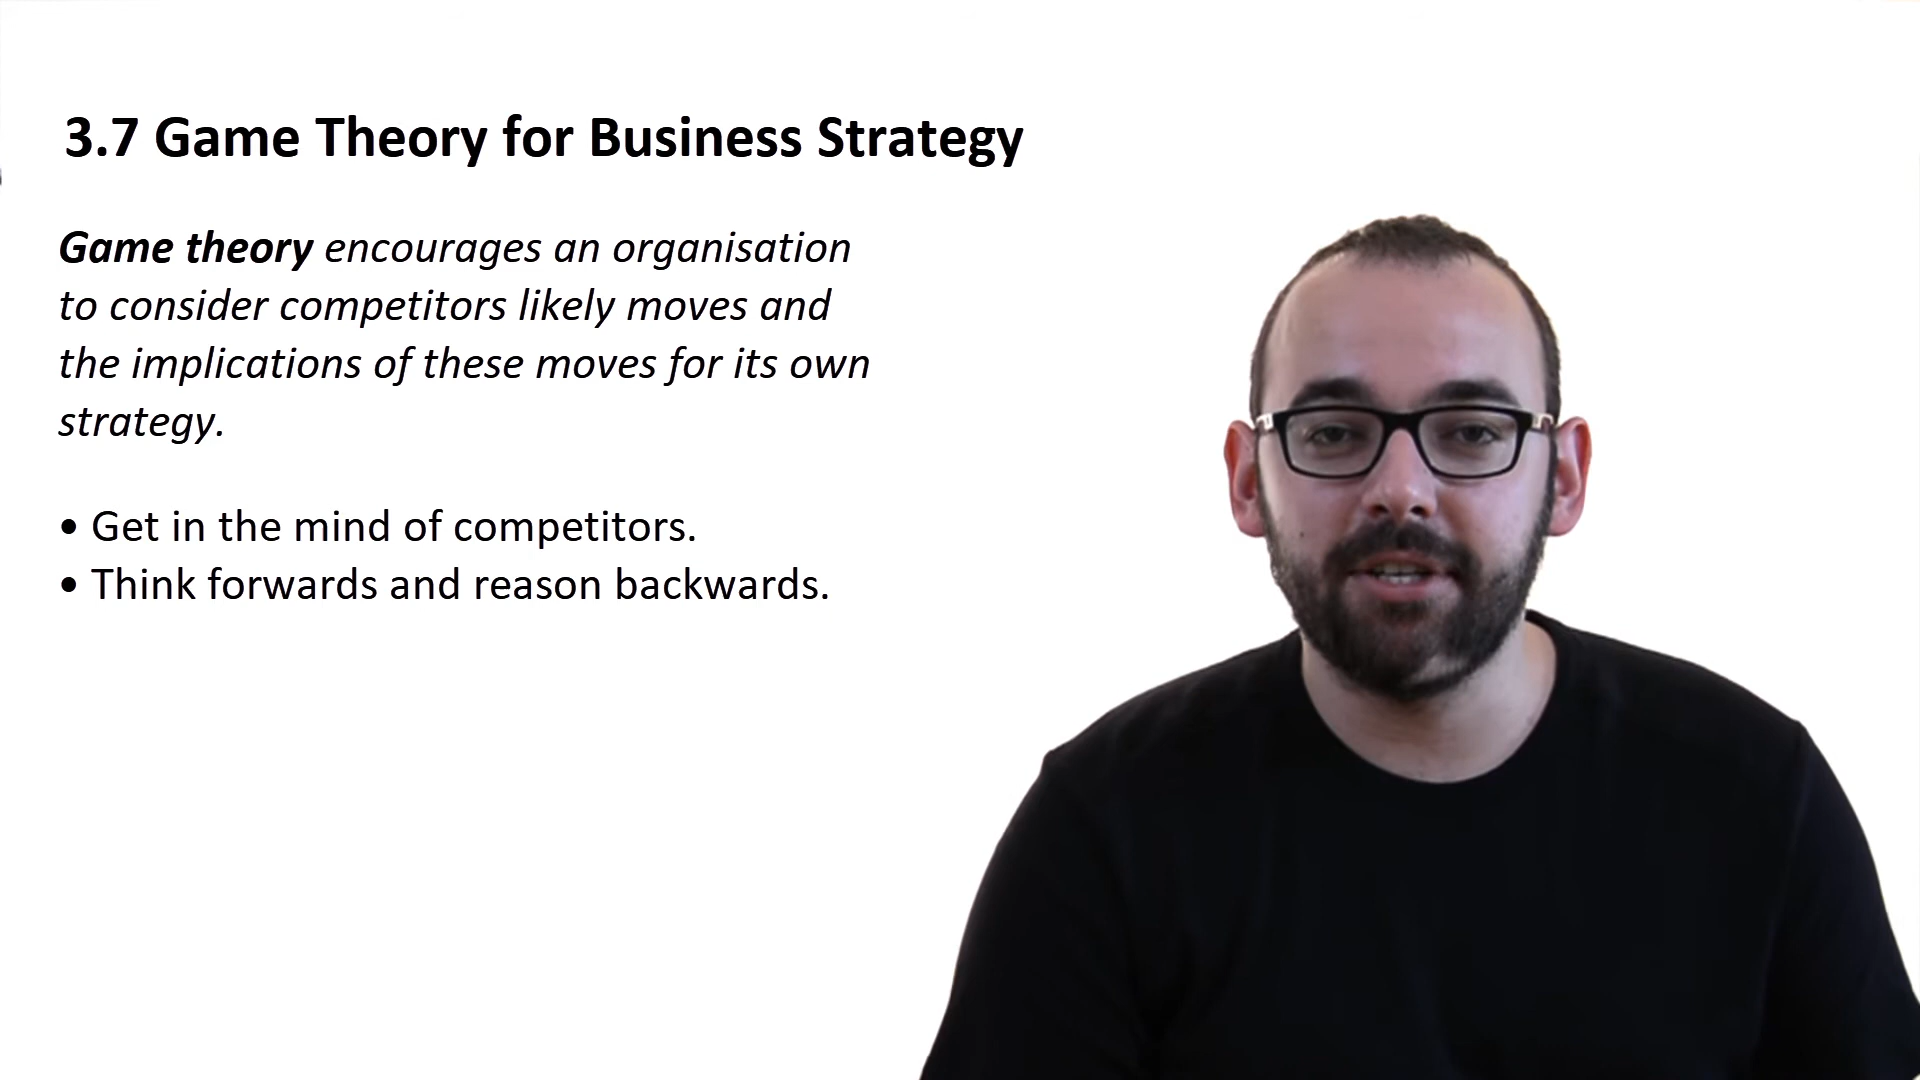 3.7 Game Theory for Business Strategy
Game theory encourages an organisation
to consider competitors likely moves and
the implications of these moves for its own
strategy.
• Get in the mind of competitors.
• Think forwards and reason backwards.